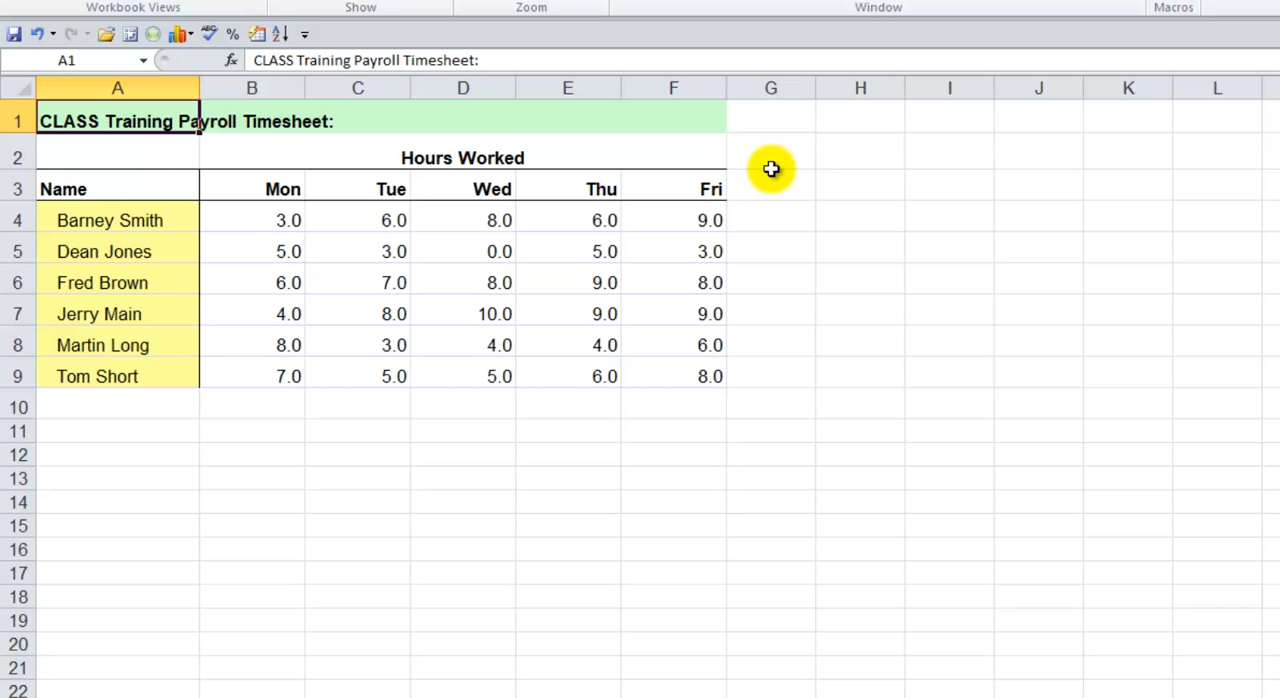 Workbook Views Show Zoom Window Macros
ABC % A Z
A1 fx CLASS Training Payroll Timesheet:
A B C D E F G H I J K L
1 CLASS Training Payroll Timesheet:
2 Hours Worked
3 Name Mon Tue Wed Thu Fri
4 Barney Smith 3.0 6.0 8.0 6.0 9.0
5 Dean Jones 5.0 3.0 0.0 5.0 3.0
6 Fred Brown 6.0 7.0 8.0 9.0 8.0
7 Jerry Main 4.0 8.0 10.0 9.0 9.0
8 Martin Long 8.0 3.0 4.0 4.0 6.0
9 Tom Short 7.0 5.0 5.0 6.0 8.0
10
11
12
13
14
15
16
17
18
19
20
21
22